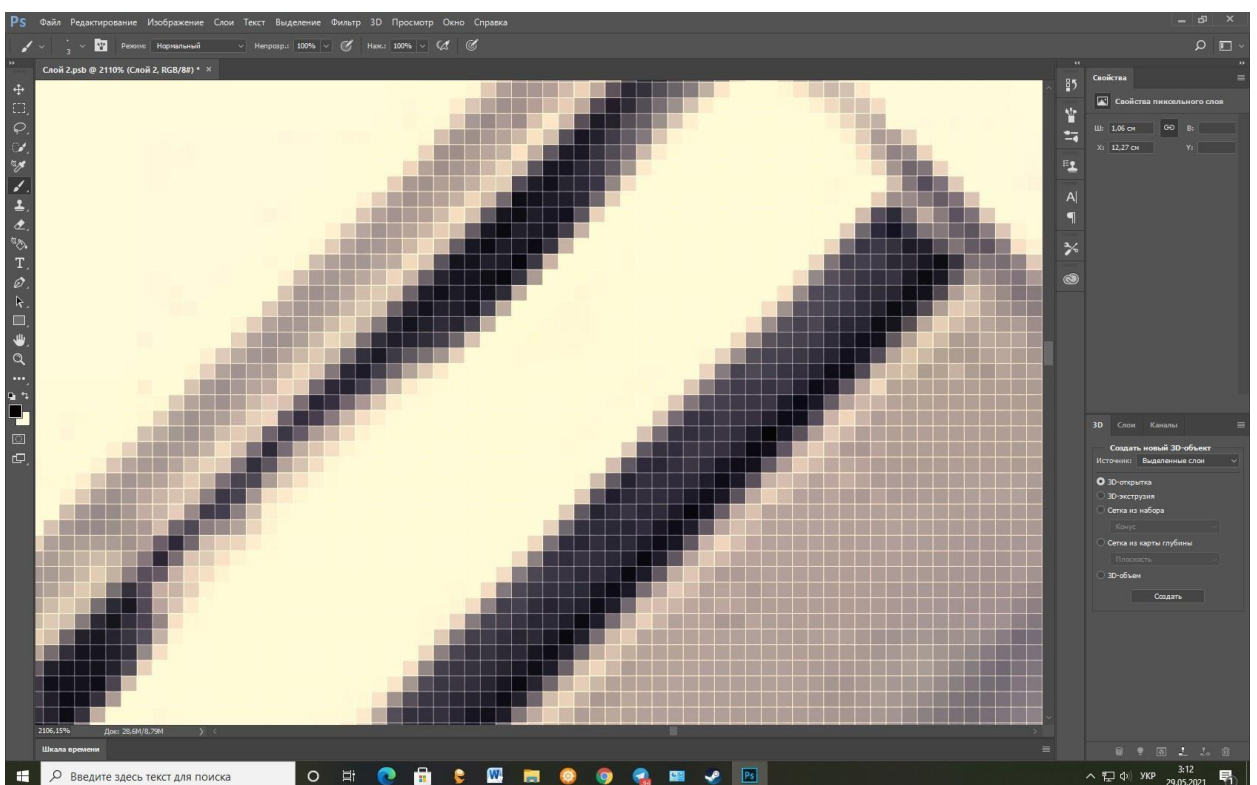 Ps Файл Редактирование Изображение Слои Текст Выделение Фильтр 3D Просмотр Окно Справка
3 Режим: Нормальный Непрозр.: 100% Наж.: 100%
Слой 2.psb @ 2110% (Слой 2, RGB/8#) * ×
Свойства
Свойства пиксельного слоя
Ш: 1,06 см В:
X: 12,27 см Y:
3D Слои Каналы
Создать новый 3D-объект
Источник: Выделенные слои
3D-открытка
3D-экструзия
Сетка из набора
Конус
Сетка из карты глубины
Плоскость
3D-объем
Создать
2106,15% Док: 28,6M/8,79M
Шкала времени
Введите здесь текст для поиска
W
Ps
УКР
3:12
29.05.2021